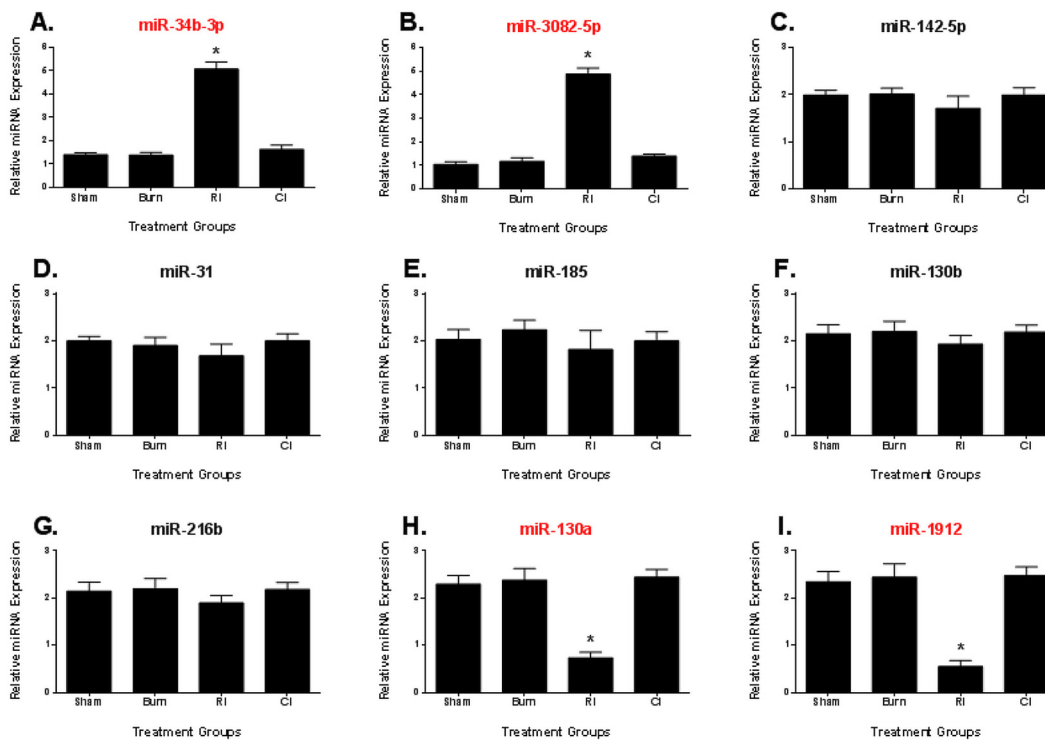 A.
miR-34b-3p
Relative miRNA Expression
6
5
4
3
2
1
0
*
Sham Burn RI CI
Treatment Groups
B.
miR-3082-5p
Relative miRNA Expression
6
5
4
3
2
1
0
*
Sham Burn RI CI
Treatment Groups
C.
miR-142-5p
Relative miRNA Expression
3
2
1
0
Sham Burn RI CI
Treatment Groups
D.
miR-31
Relative miRNA Expression
3
2
1
0
Sham Burn RI CI
Treatment Groups
E.
miR-185
Relative miRNA Expression
3
2
1
0
Sham Burn RI CI
Treatment Groups
F.
miR-130b
Relative miRNA Expression
3
2
1
0
Sham Burn RI CI
Treatment Groups
G.
miR-216b
Relative miRNA Expression
3
2
1
0
Sham Burn RI CI
Treatment Groups
H.
miR-130a
Relative miRNA Expression
3
2
1
0
*
Sham Burn RI CI
Treatment Groups
I.
miR-1912
Relative miRNA Expression
3
2
1
0
*
Sham Burn RI CI
Treatment Groups